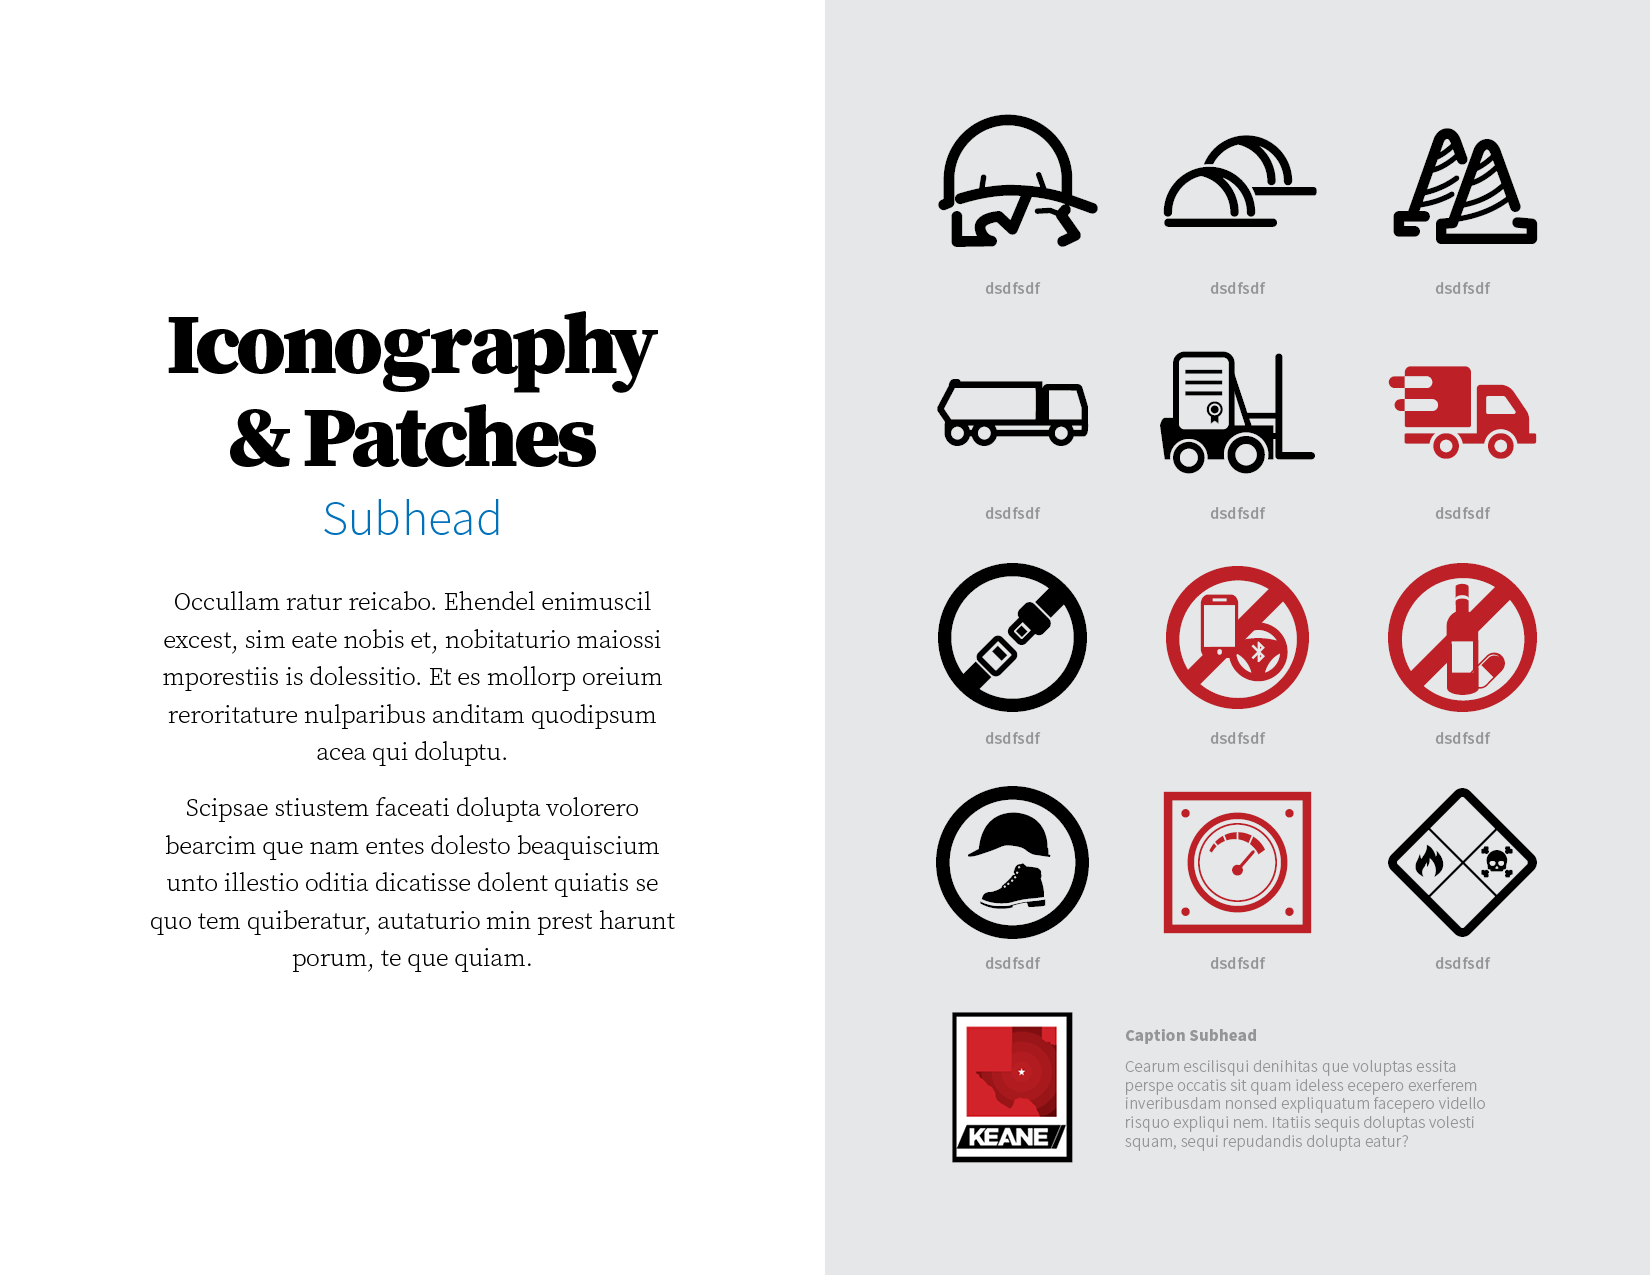 Iconography
& Patches
Subhead
Occullam ratur reicabo. Ehendel enimuscil
excest, sim eate nobis et, nobitaturio maiossi
mporestiis is dolessitio. Et es mollorp oreium
reroritature nulparibus anditam quodipsum
acea qui doluptu.
Scipsae stiustem faceati dolupta volorero
bearcim que nam entes dolesto beaquiscium
unto illestio oditia dicatisse dolent quiatis se
quo tem quiberatur, autaturio min prest harunt
porum, te que quiam.
dsdfsdf dsdfsdf dsdfsdf
dsdfsdf dsdfsdf dsdfsdf
dsdfsdf dsdfsdf dsdfsdf
dsdfsdf dsdfsdf dsdfsdf
KEANE
Caption Subhead
Cearum escilisqui denihitas que voluptas essita
perspe occatis sit quam ideless ecepero exerferem
inveribusdam nonsed expliquatum facepero vidello
risquo expliqui nem. Itatiis sequis doluptas volesti
squam, sequi repudandis dolupta eatur?